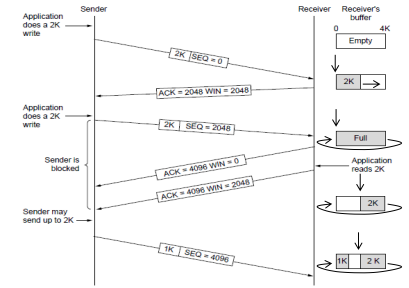 Sender
Receiver
Receiver's
buffer
Application
does a 2K
write
0 4K
Empty
2K SEQ = 0
2K
ACK = 2048 WIN = 2048
Application
does a 2K
write
2K SEQ = 2048
Full
Sender is
blocked
ACK = 4096 WIN = 0
Application
reads 2K
ACK = 4096 WIN = 2048
2K
Sender may
send up to 2K
1K SEQ = 4096
1K 2 K